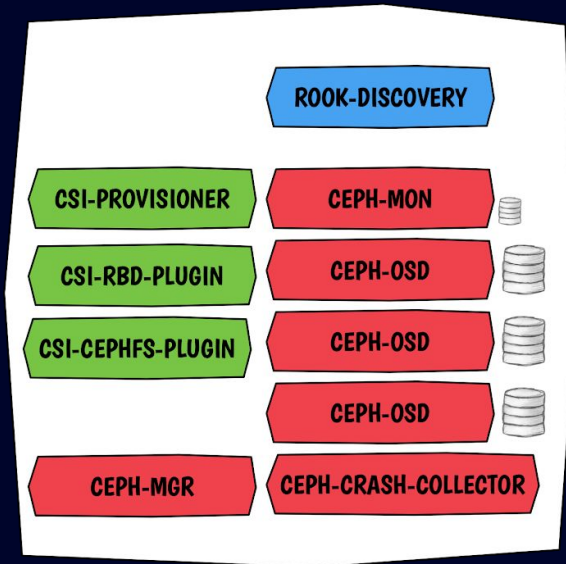 ROOK-DISCOVERY
CSI-PROVISIONER
CEPH-MON
CSI-RBD-PLUGIN
CEPH-OSD
CSI-CEPHFS-PLUGIN
CEPH-OSD
CEPH-OSD
CEPH-MGR
CEPH-CRASH-COLLECTOR